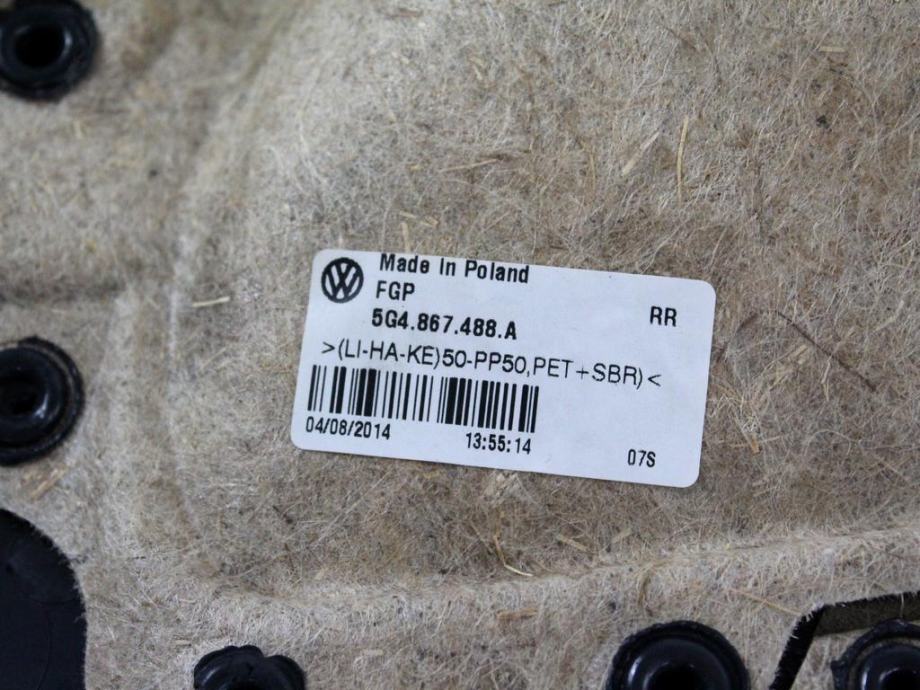 Made In Poland
FGP
RR
5G4.867.488.A
>(LI-HA-KE)50-PP50,PET+SBR)<
04/08/2014 13:55:14
07S